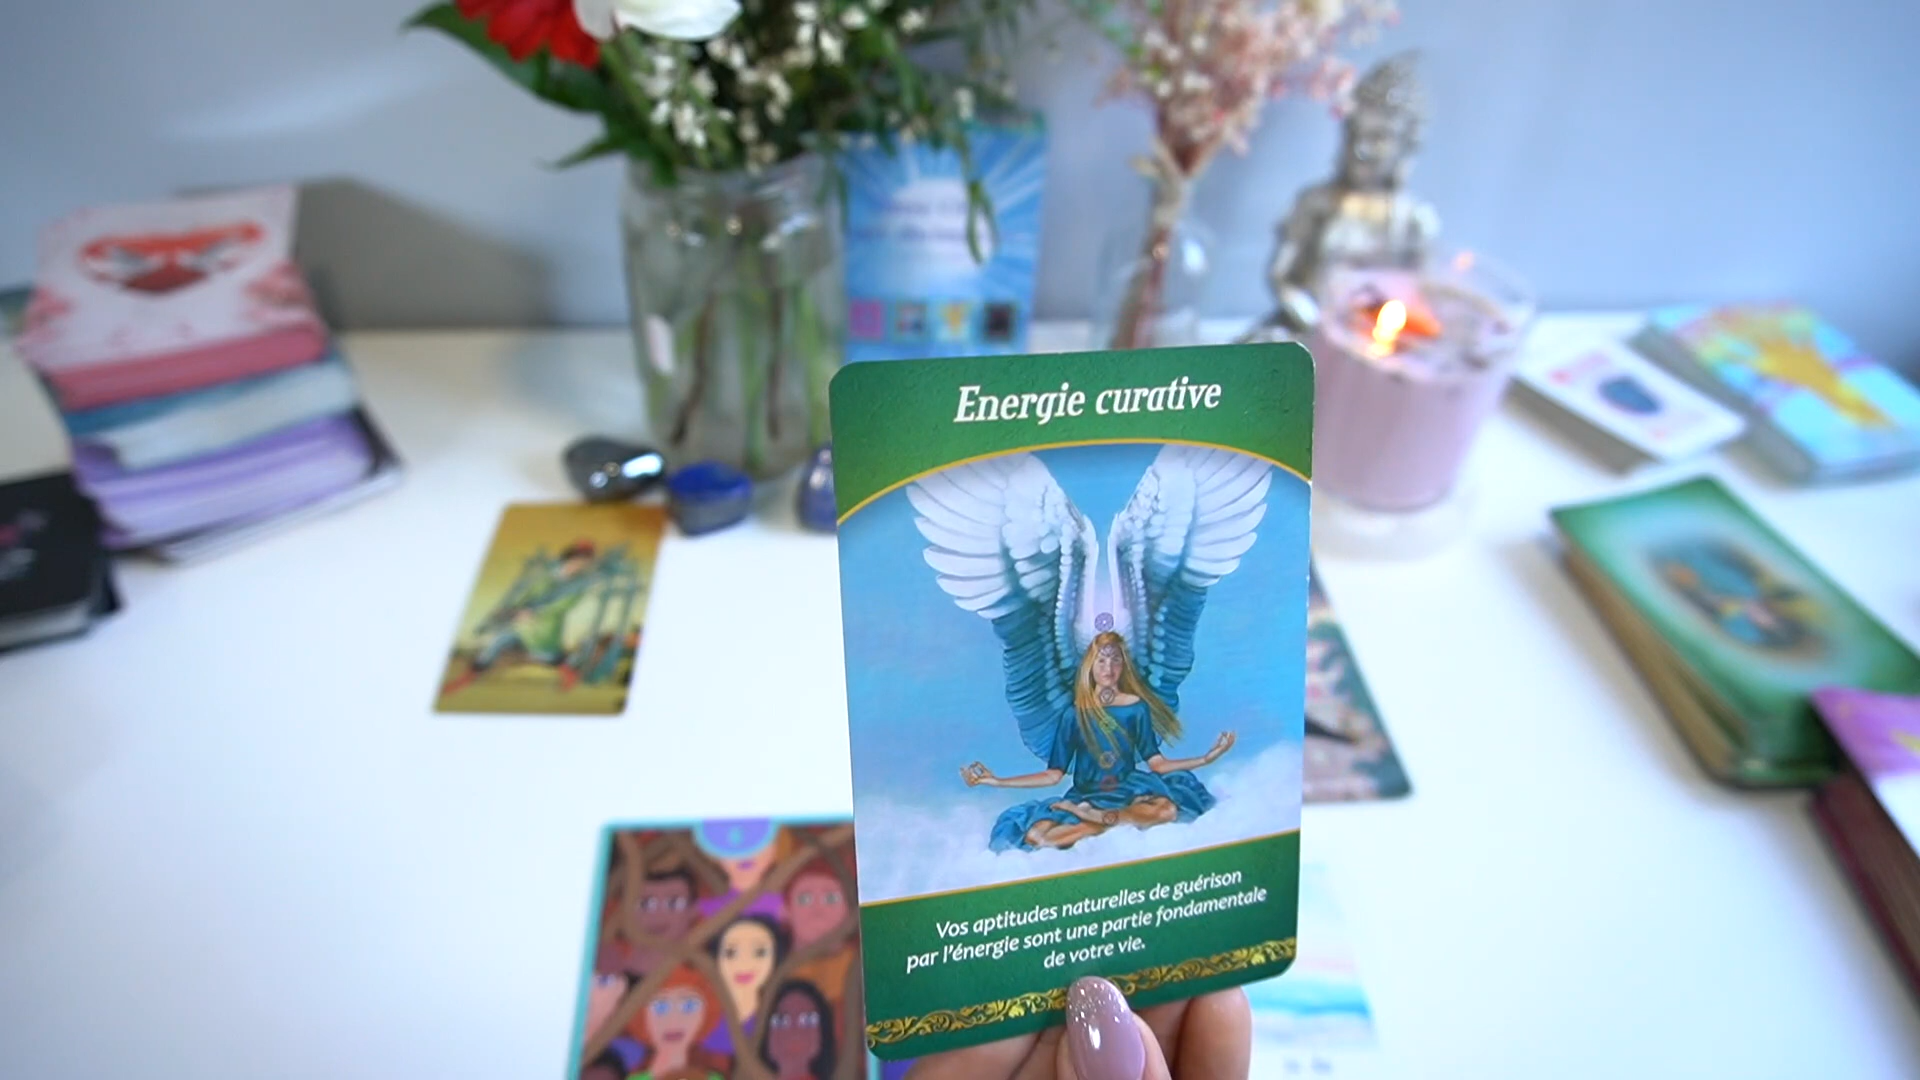 Energie curative
Vos aptitudes naturelles de guérison
par l'énergie sont une partie fondamentale
de votre vie.